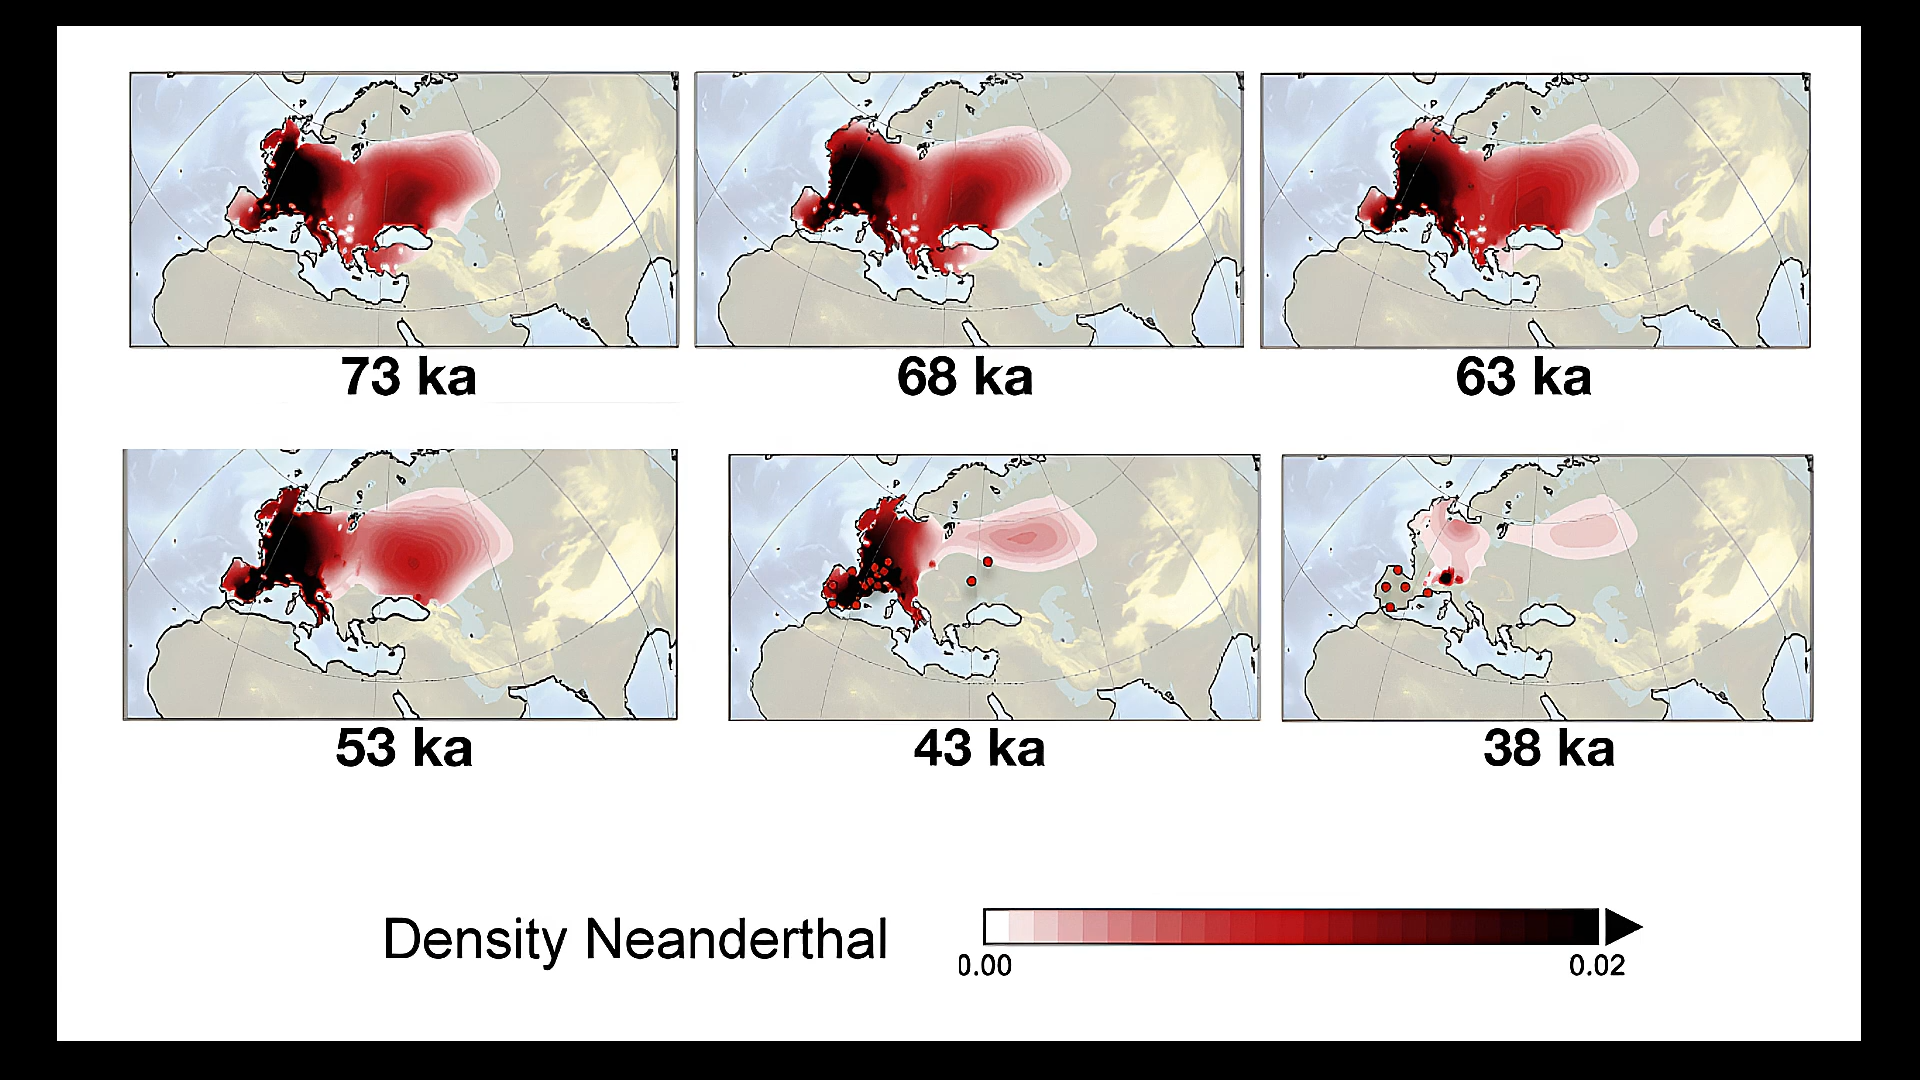 73 ka
68 ka
63 ka
53 ka
43 ka
38 ka
Density Neanderthal
0.00
0.02